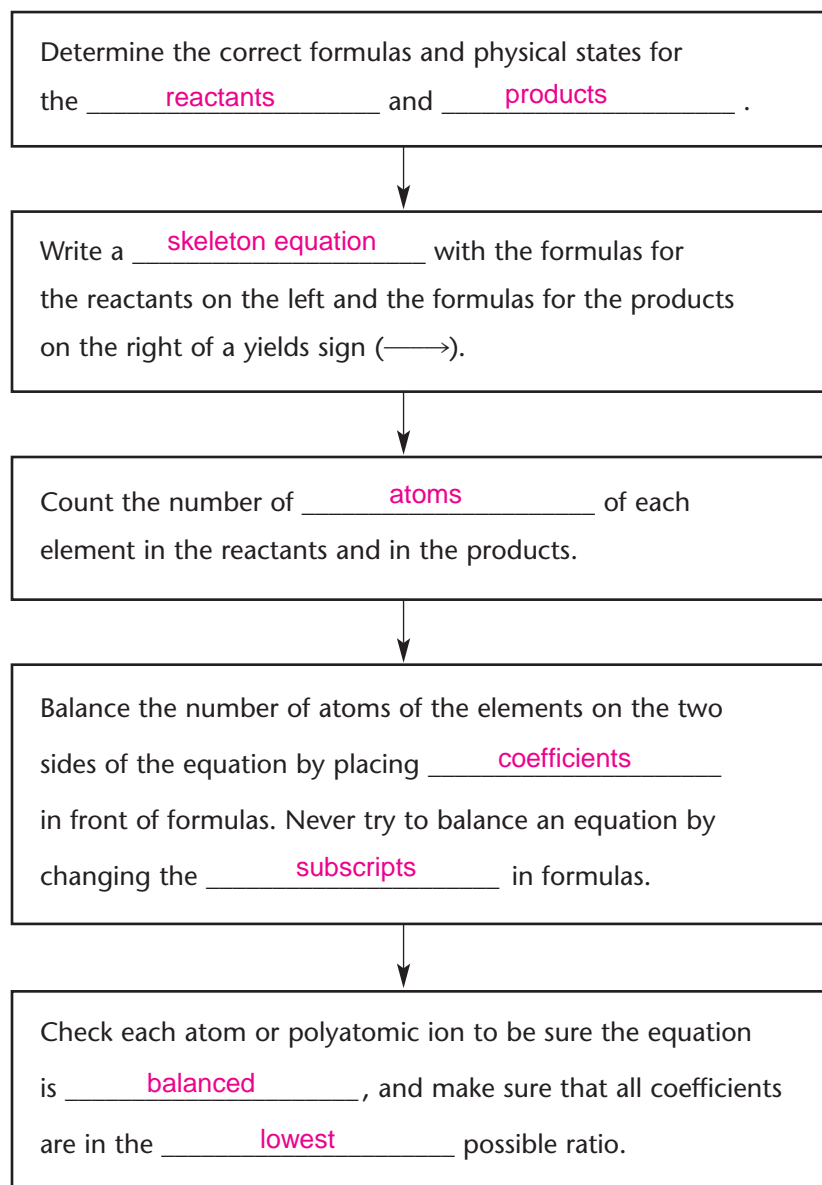 Determine the correct formulas and physical states for
the reactants and products .
Write a skeleton equation with the formulas for
the reactants on the left and the formulas for the products
on the right of a yields sign (⟶).
Count the number of atoms of each
element in the reactants and in the products.
Balance the number of atoms of the elements on the two
sides of the equation by placing coefficients
in front of formulas. Never try to balance an equation by
changing the subscripts in formulas.
Check each atom or polyatomic ion to be sure the equation
is balanced, and make sure that all coefficients
are in the lowest possible ratio.